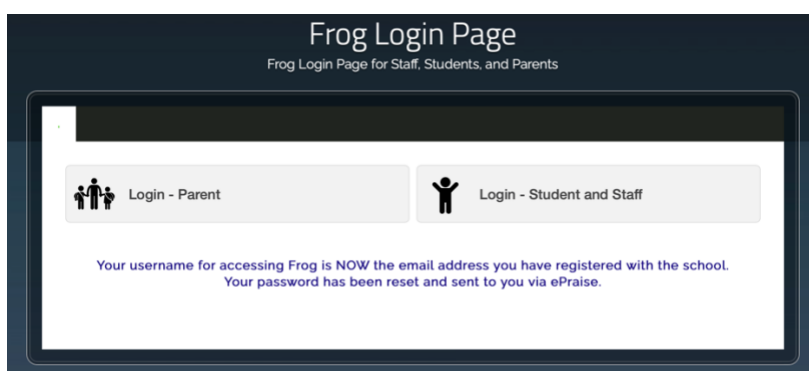 Frog Login Page
Frog Login Page for Staff, Students, and Parents
Login - Parent
Login - Student and Staff
Your username for accessing Frog is NOW the email address you have registered with the school.
Your password has been reset and sent to you via ePraise.